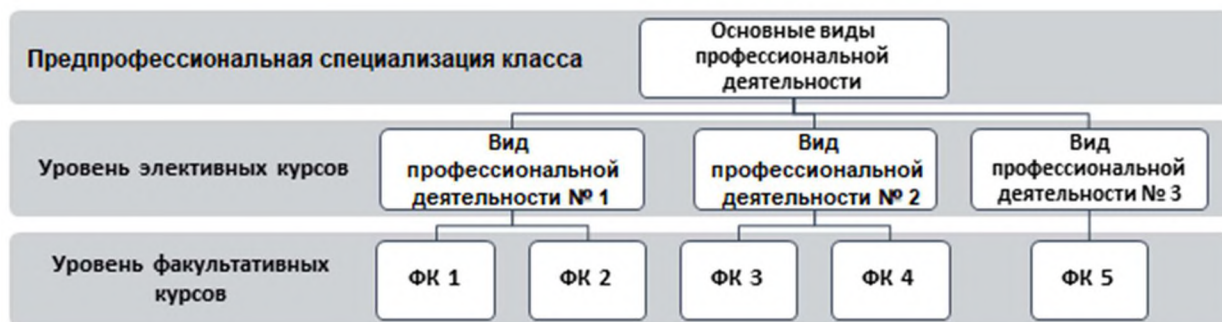 Предпрофессиональная специализация класса
Основные виды
профессиональной
деятельности
Уровень элективных курсов
Вид
профессиональной
деятельности № 1
Вид
профессиональной
деятельности № 2
Вид
профессиональной
деятельности № 3
Уровень факультативных
курсов
ФК 1
ФК 2
ФК 3
ФК 4
ФК 5